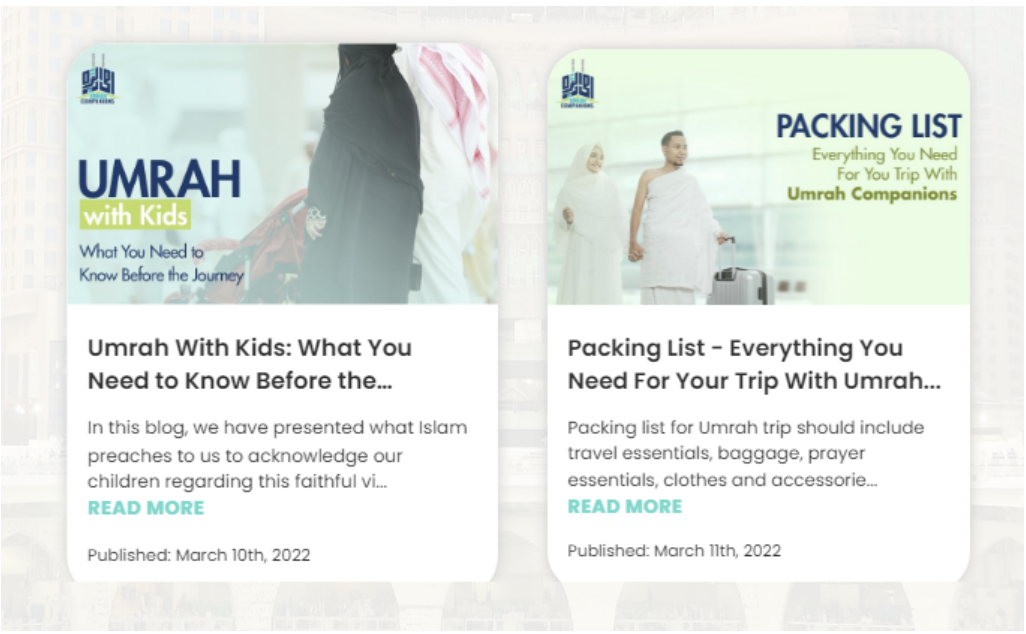 UMRAH
COMPANIONS
UMRAH
with Kids
What You Need to
Know Before the Journey
Umrah With Kids: What You
Need to Know Before the...
In this blog, we have presented what Islam
preaches to us to acknowledge our
children regarding this faithful vi...
READ MORE
Published: March 10th, 2022
UMRAH
COMPANIONS
PACKING LIST
Everything You Need
For You Trip With
Umrah Companions
Packing List - Everything You
Need For Your Trip With Umrah...
Packing list for Umrah trip should include
travel essentials, baggage, prayer
essentials, clothes and accessorie...
READ MORE
Published: March 11th, 2022